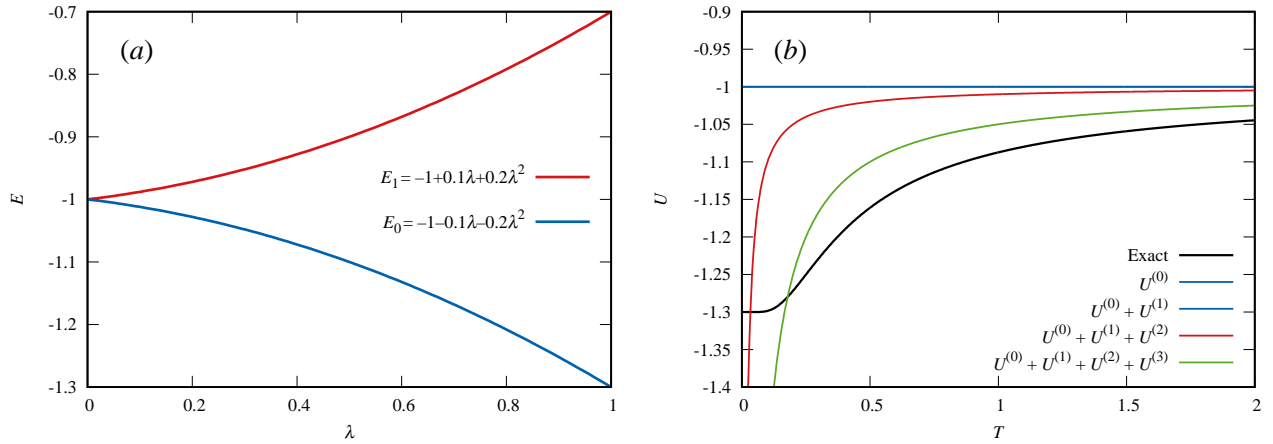 (a)
-0.7
-0.8
-0.9
-1
-1.1
-1.2
-1.3
E
E₁ = –1+0.1λ+0.2λ²
E₀ = –1–0.1λ–0.2λ²
0 0.2 0.4 0.6 0.8 1
λ
(b)
-0.9
-0.95
-1
-1.05
-1.1
-1.15
-1.2
-1.25
-1.3
-1.35
-1.4
U
Exact
U⁽⁰⁾
U⁽⁰⁾ + U⁽¹⁾
U⁽⁰⁾ + U⁽¹⁾ + U⁽²⁾
U⁽⁰⁾ + U⁽¹⁾ + U⁽²⁾ + U⁽³⁾
0 0.5 1 1.5 2
T